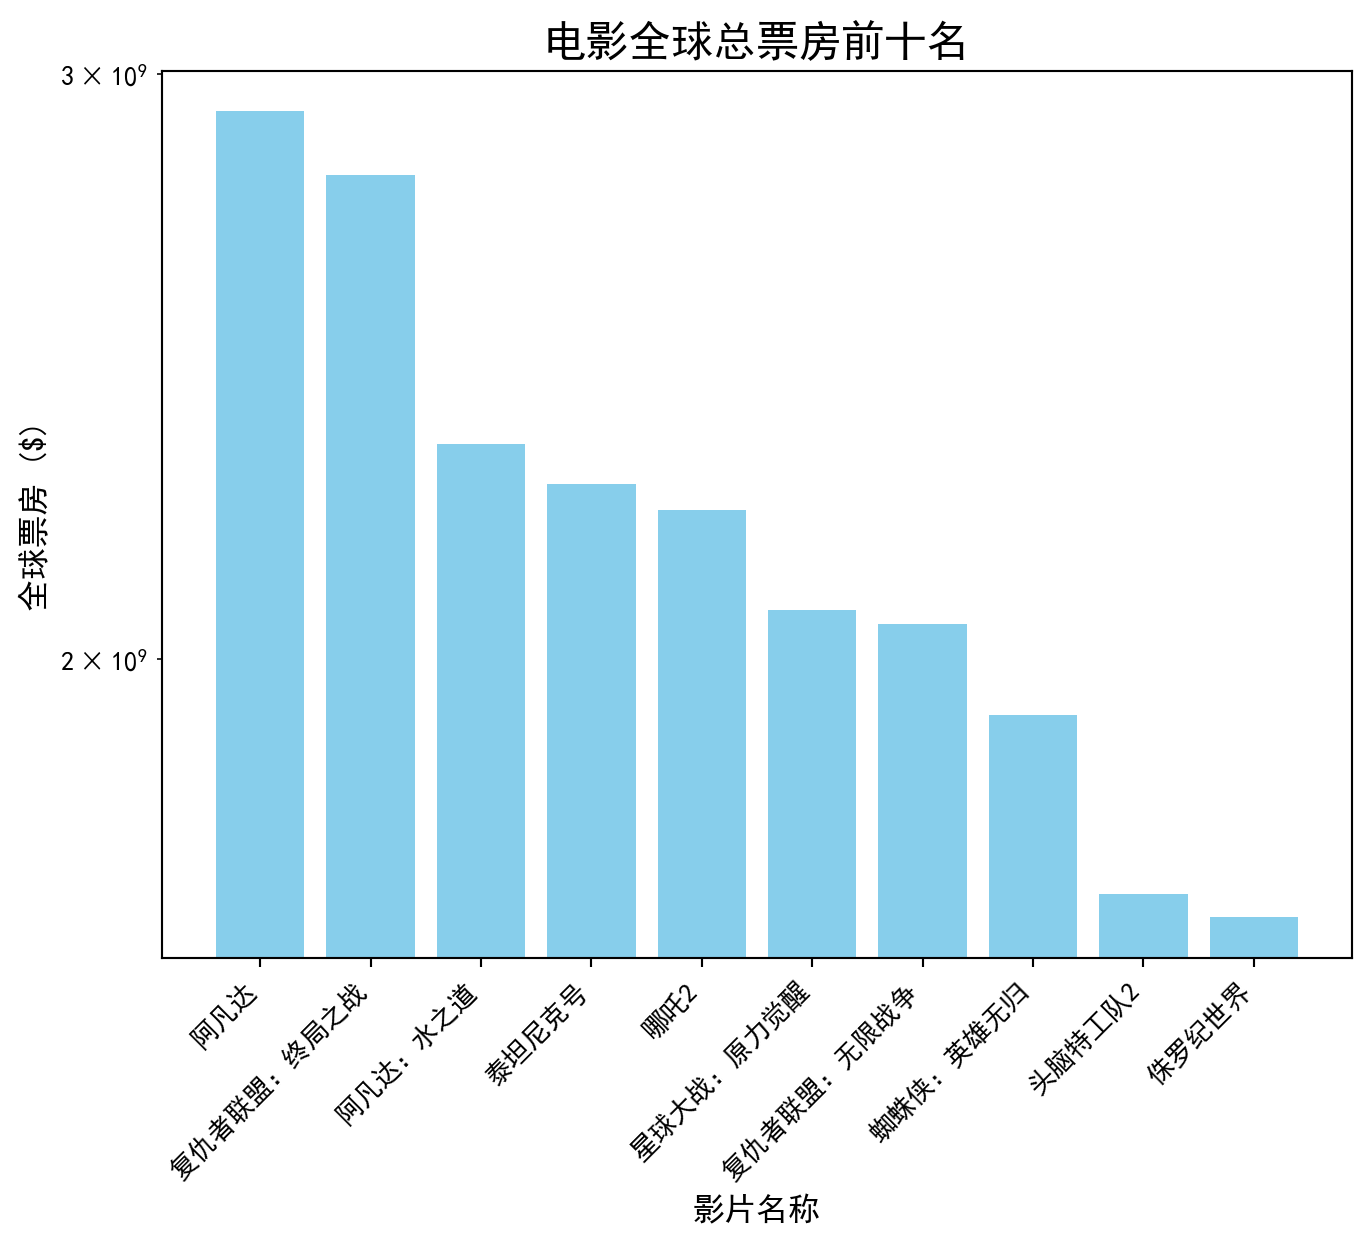 电影全球总票房前十名
3 × 10⁹
2 × 10⁹
全球票房 ($)
阿凡达
复仇者联盟：终局之战
阿凡达：水之道
泰坦尼克号
哪吒2
星球大战：原力觉醒
复仇者联盟：无限战争
蜘蛛侠：英雄无归
头脑特工队2
侏罗纪世界
影片名称